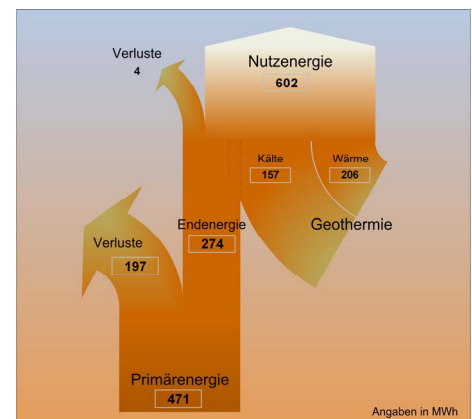 Verluste
4
Nutzenergie
602
Kälte
157
Wärme
206
Geothermie
Endenergie
274
Verluste
197
Primärenergie
471
Angaben in MWh